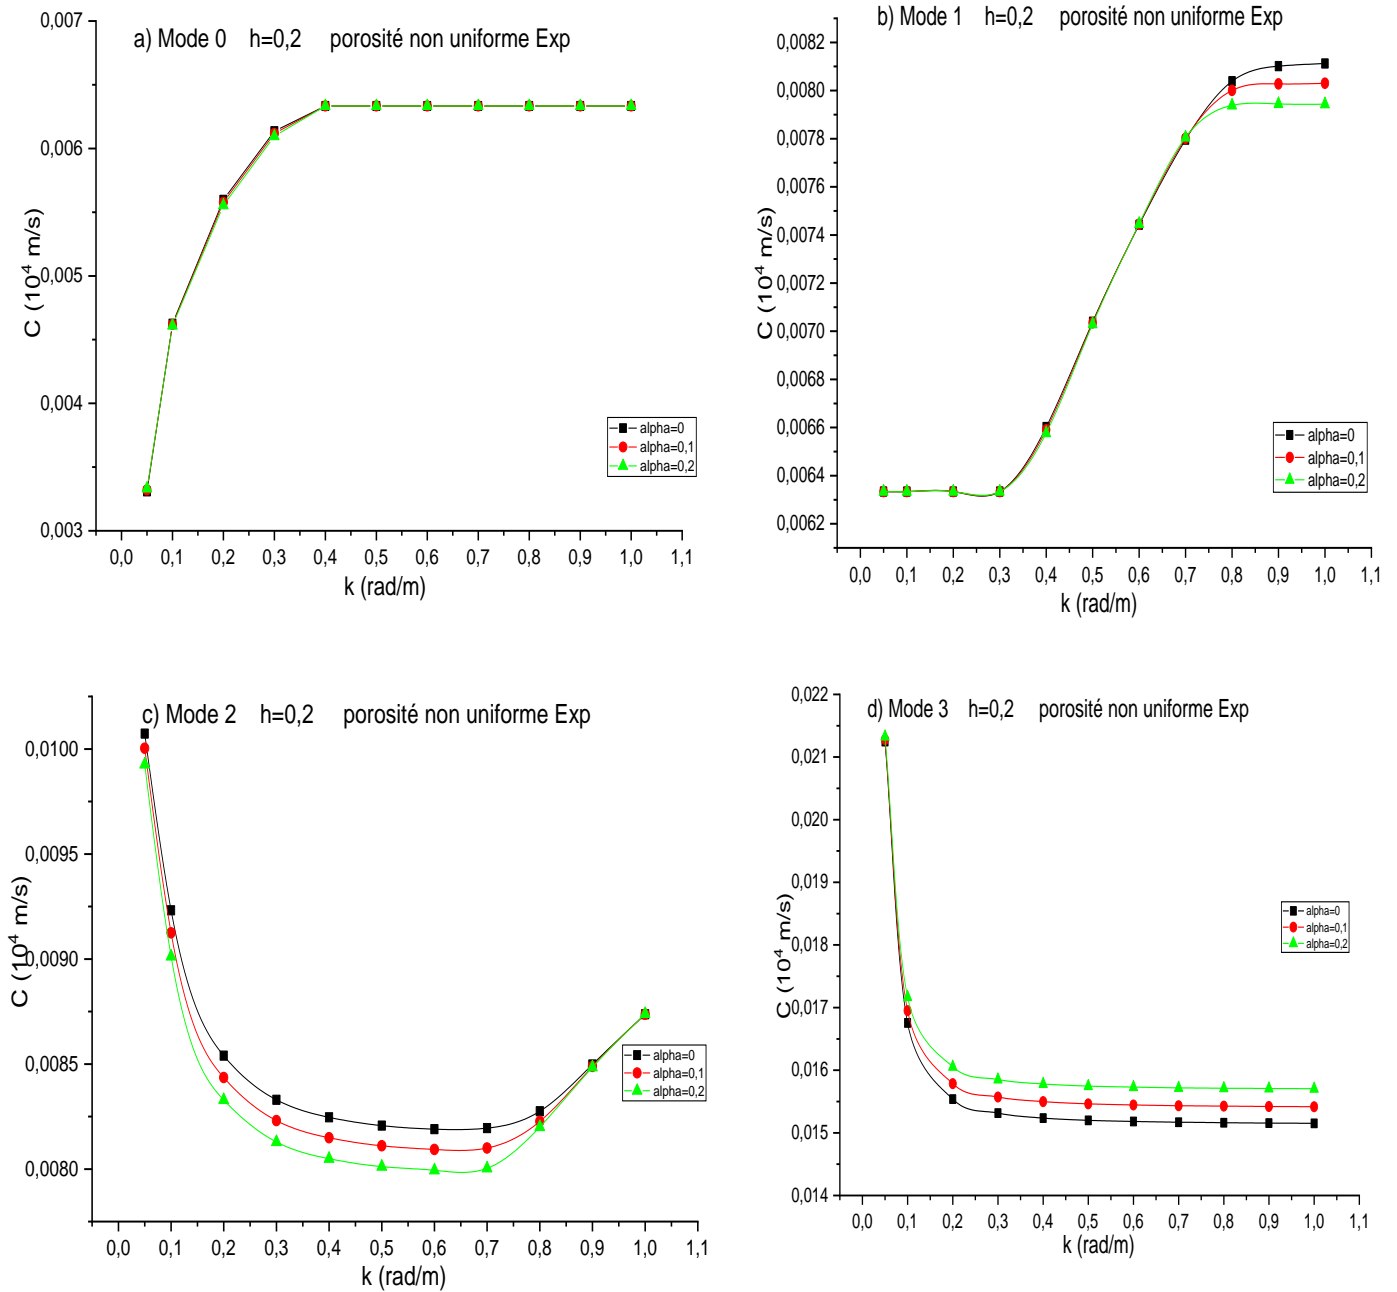 a) Mode 0 h=0,2 porosité non uniforme Exp
0,007
0,006
0,005
0,004
0,003
C (10⁴ m/s)
alpha=0
alpha=0,1
alpha=0,2
0,0 0,1 0,2 0,3 0,4 0,5 0,6 0,7 0,8 0,9 1,0 1,1
k (rad/m)
b) Mode 1 h=0,2 porosité non uniforme Exp
0,0082
0,0080
0,0078
0,0076
0,0074
0,0072
0,0070
0,0068
0,0066
0,0064
0,0062
C (10⁴ m/s)
alpha=0
alpha=0,1
alpha=0,2
0,0 0,1 0,2 0,3 0,4 0,5 0,6 0,7 0,8 0,9 1,0 1,1
k (rad/m)
c) Mode 2 h=0,2 porosité non uniforme Exp
0,0100
0,0095
0,0090
0,0085
0,0080
C (10⁴ m/s)
alpha=0
alpha=0,1
alpha=0,2
0,0 0,1 0,2 0,3 0,4 0,5 0,6 0,7 0,8 0,9 1,0 1,1
k (rad/m)
d) Mode 3 h=0,2 porosité non uniforme Exp
0,022
0,021
0,020
0,019
0,018
0,017
0,016
0,015
0,014
C (10⁴ m/s)
alpha=0
alpha=0,1
alpha=0,2
0,0 0,1 0,2 0,3 0,4 0,5 0,6 0,7 0,8 0,9 1,0 1,1
k (rad/m)